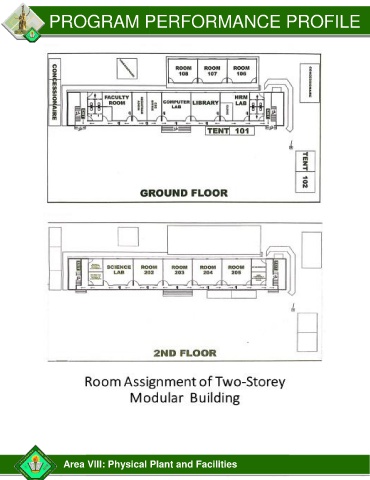 PROGRAM PERFORMANCE PROFILE
CONCESSIONAIRE
ROOM 108
ROOM 107
ROOM 106
FACULTY ROOM
COMPUTER LAB
LIBRARY
HRM LAB
TENT 101
TENT 102
GROUND FLOOR
SCIENCE LAB
ROOM 202
ROOM 203
ROOM 204
ROOM 205
2ND FLOOR
Room Assignment of Two-Storey
Modular Building
Area VIII: Physical Plant and Facilities